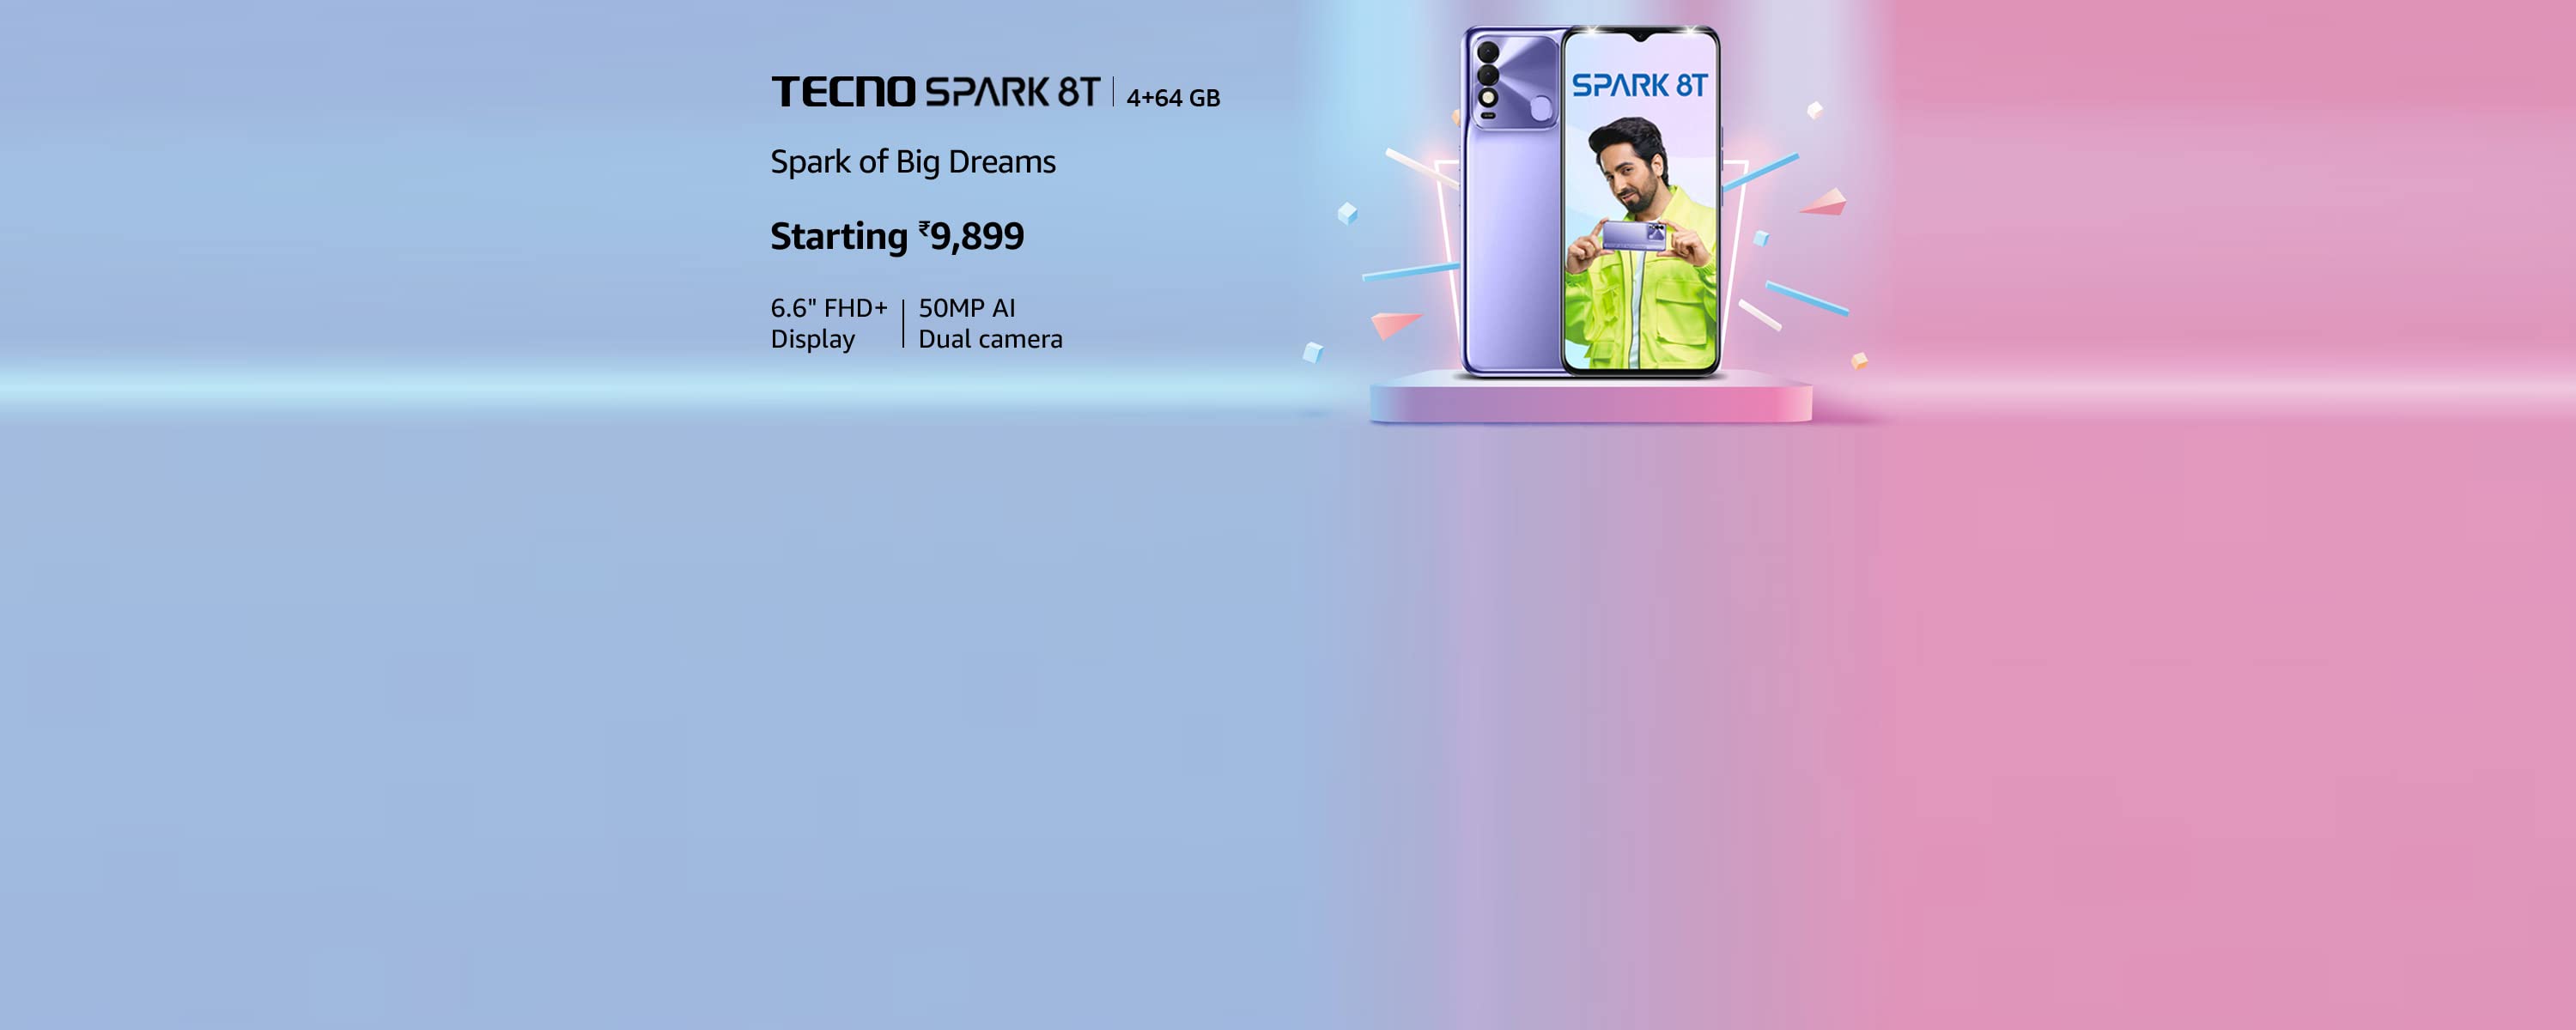 TECNO SPARK 8T | 4+64 GB
Spark of Big Dreams
Starting ₹9,899
6.6" FHD+
Display
50MP AI
Dual camera
SPARK 8T